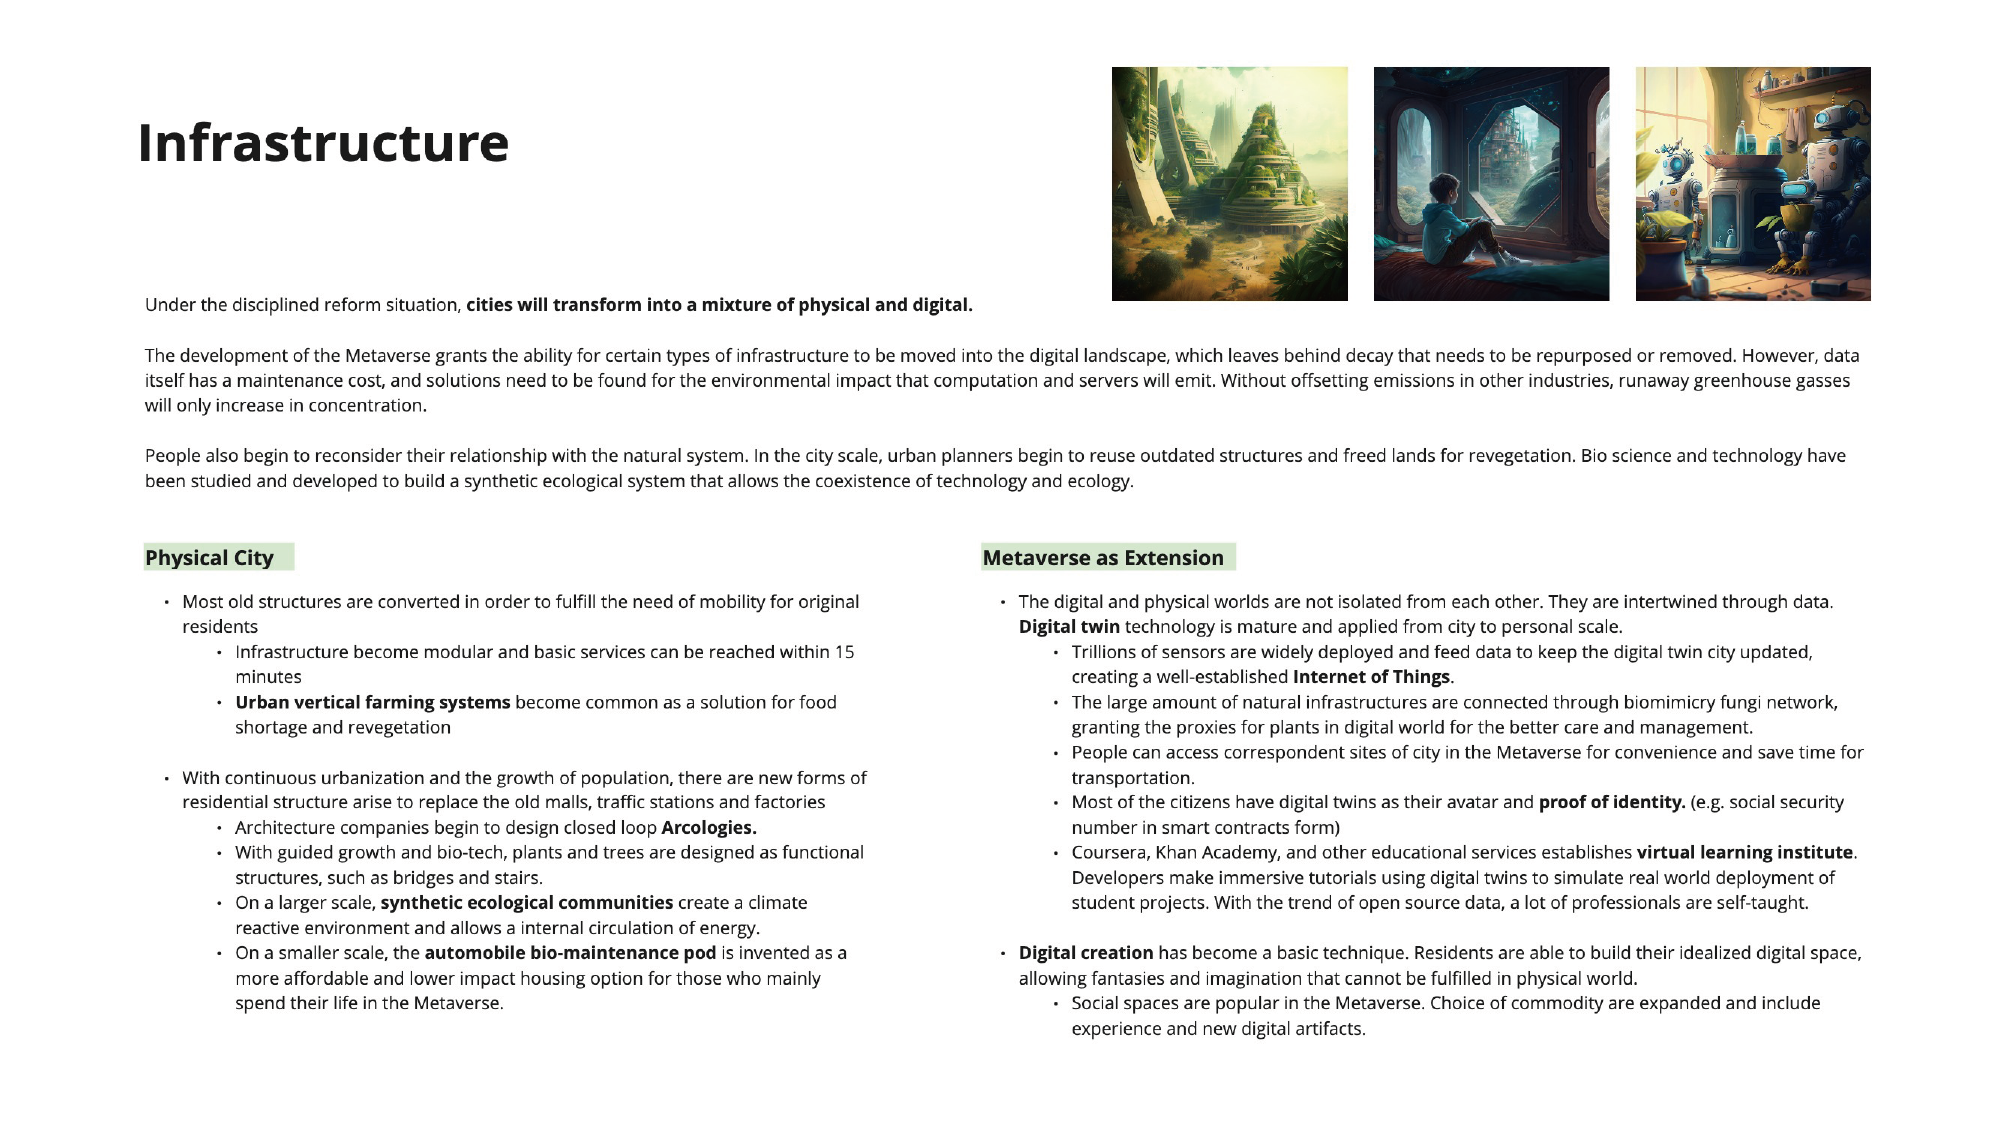 Infrastructure
Under the disciplined reform situation, cities will transform into a mixture of physical and digital.
The development of the Metaverse grants the ability for certain types of infrastructure to be moved into the digital landscape, which leaves behind decay that needs to be repurposed or removed. However, data
itself has a maintenance cost, and solutions need to be found for the environmental impact that computation and servers will emit. Without offsetting emissions in other industries, runaway greenhouse gasses
will only increase in concentration.
People also begin to reconsider their relationship with the natural system. In the city scale, urban planners begin to reuse outdated structures and freed lands for revegetation. Bio science and technology have
been studied and developed to build a synthetic ecological system that allows the coexistence of technology and ecology.
Physical City
• Most old structures are converted in order to fulfill the need of mobility for original
residents
• Infrastructure become modular and basic services can be reached within 15
minutes
• Urban vertical farming systems become common as a solution for food
shortage and revegetation
• With continuous urbanization and the growth of population, there are new forms of
residential structure arise to replace the old malls, traffic stations and factories
• Architecture companies begin to design closed loop Arcologies.
• With guided growth and bio-tech, plants and trees are designed as functional
structures, such as bridges and stairs.
• On a larger scale, synthetic ecological communities create a climate
reactive environment and allows a internal circulation of energy.
• On a smaller scale, the automobile bio-maintenance pod is invented as a
more affordable and lower impact housing option for those who mainly
spend their life in the Metaverse.
Metaverse as Extension
• The digital and physical worlds are not isolated from each other. They are intertwined through data.
Digital twin technology is mature and applied from city to personal scale.
• Trillions of sensors are widely deployed and feed data to keep the digital twin city updated,
creating a well-established Internet of Things.
• The large amount of natural infrastructures are connected through biomimicry fungi network,
granting the proxies for plants in digital world for the better care and management.
• People can access correspondent sites of city in the Metaverse for convenience and save time for
transportation.
• Most of the citizens have digital twins as their avatar and proof of identity. (e.g. social security
number in smart contracts form)
• Coursera, Khan Academy, and other educational services establishes virtual learning institute.
Developers make immersive tutorials using digital twins to simulate real world deployment of
student projects. With the trend of open source data, a lot of professionals are self-taught.
• Digital creation has become a basic technique. Residents are able to build their idealized digital space,
allowing fantasies and imagination that cannot be fulfilled in physical world.
• Social spaces are popular in the Metaverse. Choice of commodity are expanded and include
experience and new digital artifacts.